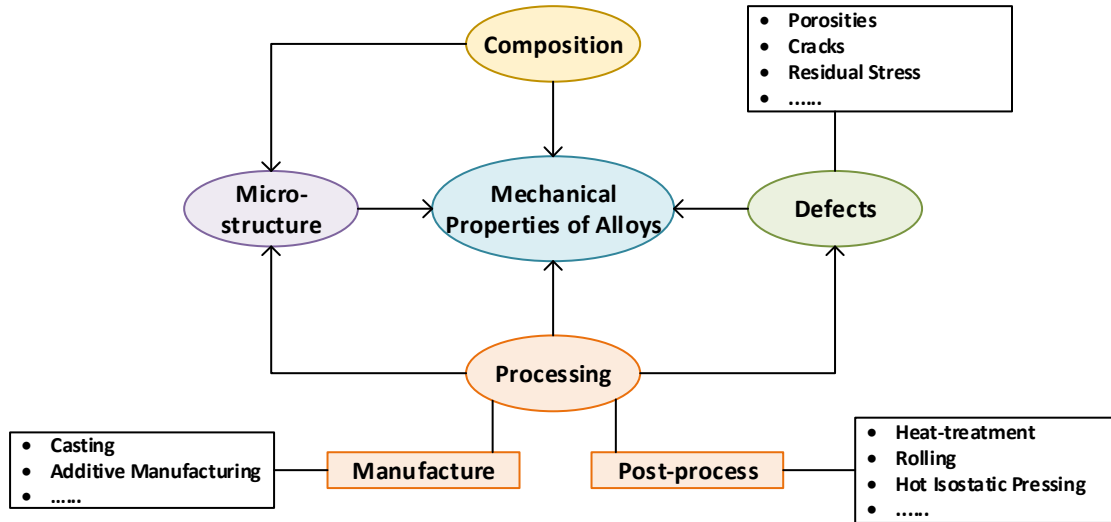 Composition
• Porosities
• Cracks
• Residual Stress
• ......
Micro-
structure
Mechanical
Properties of Alloys
Defects
Processing
• Casting
• Additive Manufacturing
• ......
Manufacture
Post-process
• Heat-treatment
• Rolling
• Hot Isostatic Pressing
• ......